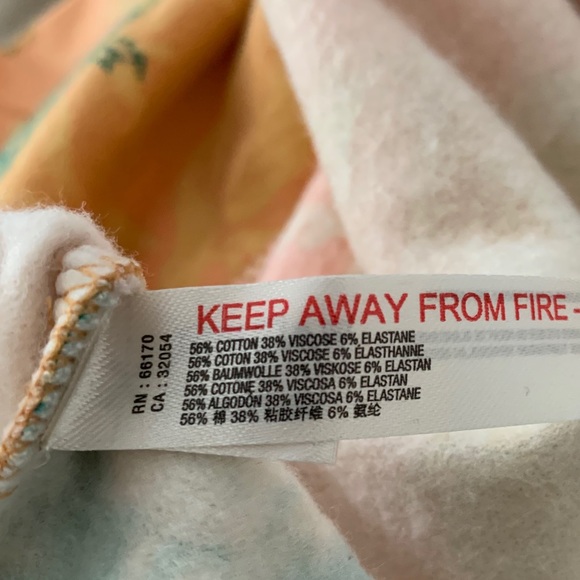 KEEP AWAY FROM FIRE -
56% COTTON 38% VISCOSE 6% ELASTANE
56% COTON 38% VISCOSE 6% ELASTHANNE
56% BAUMWOLLE 38% VISKOSE 6% ELASTAN
56% COTONE 38% VISCOSA 6% ELASTAN
56% ALGODÓN 38% VISCOSA 6% ELASTANE
56% 棉 38% 粘胶纤维 6% 氨纶
RN : 66170
CA : 32054